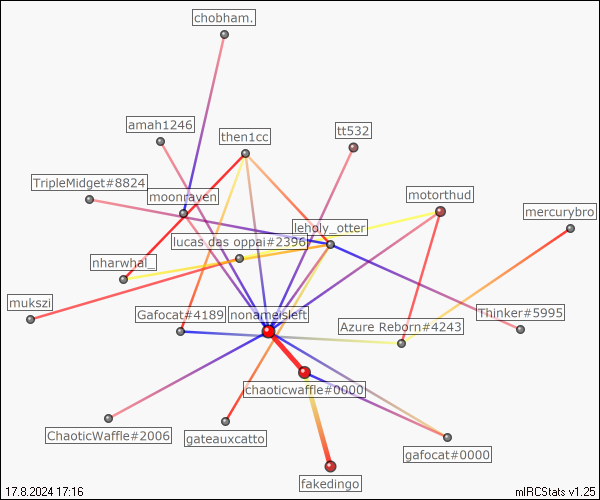 chobham.
amah1246
then1cc
tt532
TripleMidget#8824
moonraven
motorthud
mercurybro
leholy_otter
lucas das oppai#2396
nharwhal_
mukszi
Gafocat#4189
nonameisleft
Azure Reborn#4243
Thinker#5995
chaoticwaffle#0000
ChaoticWaffle#2006
gateauxcatto
gafocat#0000
fakedingo
17.8.2024 17:16
mIRCStats v1.25